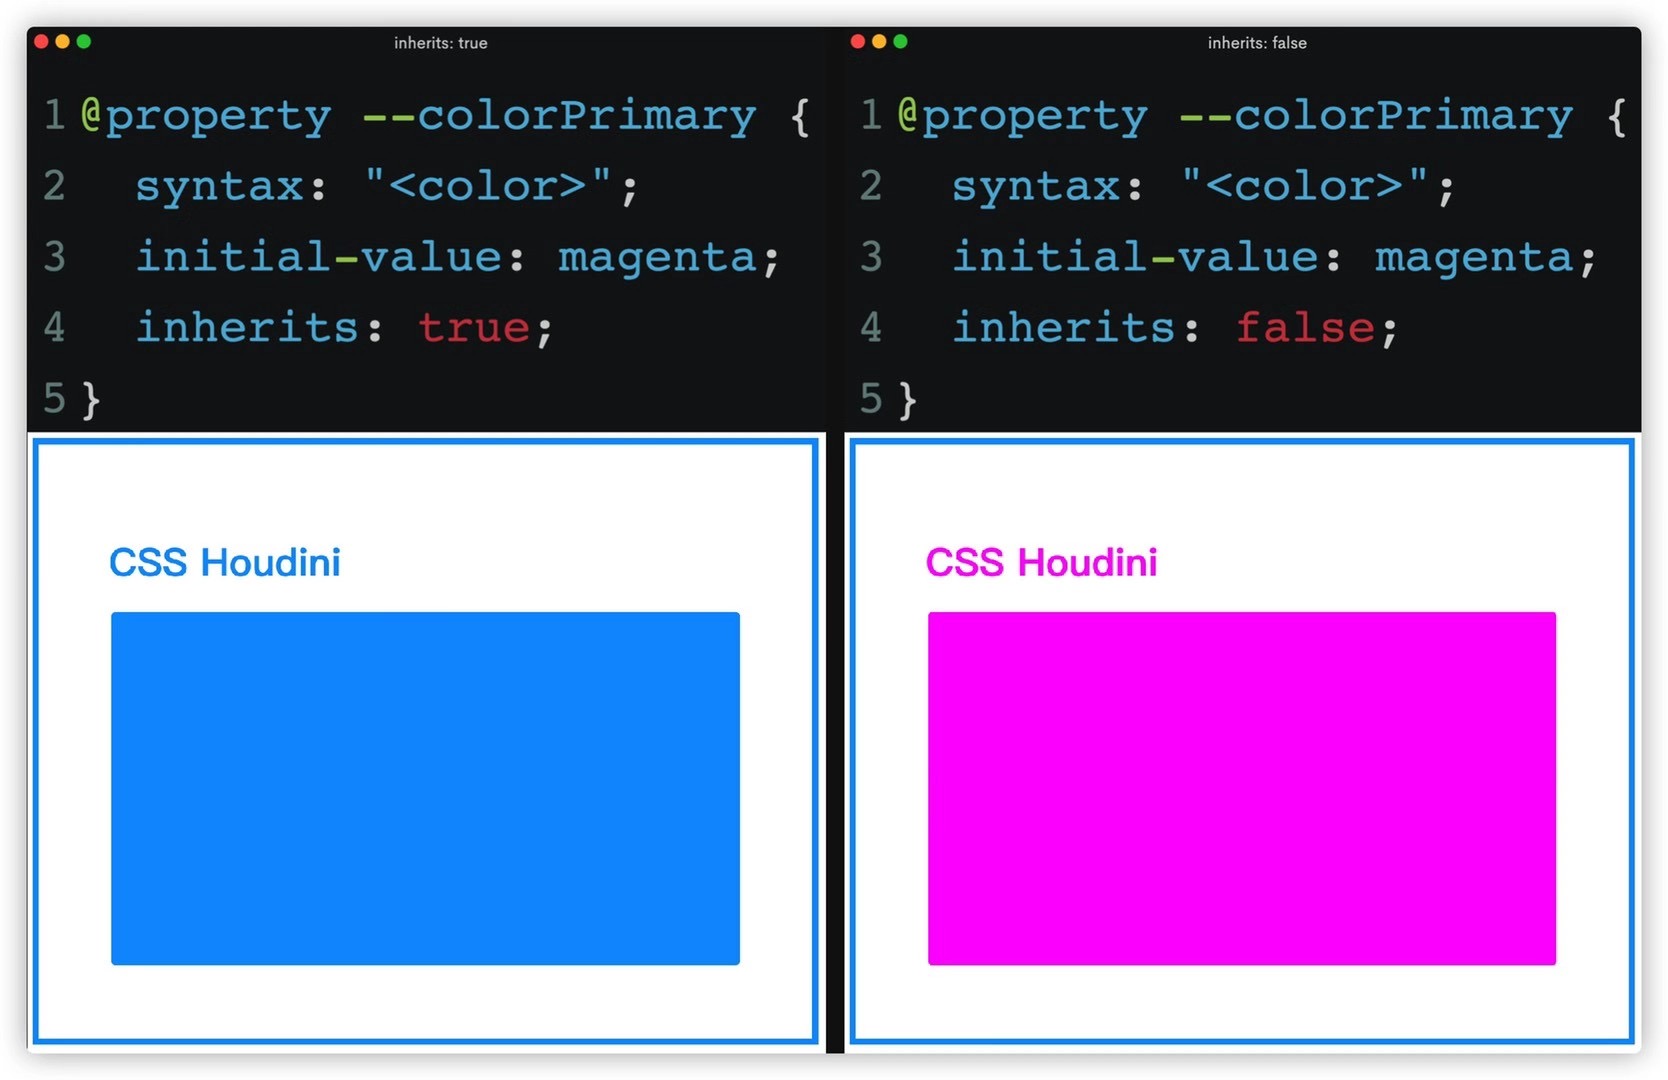 inherits: true
1 @property --colorPrimary {
2   syntax: "<color>";
3   initial-value: magenta;
4   inherits: true;
5 }
CSS Houdini
inherits: false
1 @property --colorPrimary {
2   syntax: "<color>";
3   initial-value: magenta;
4   inherits: false;
5 }
CSS Houdini